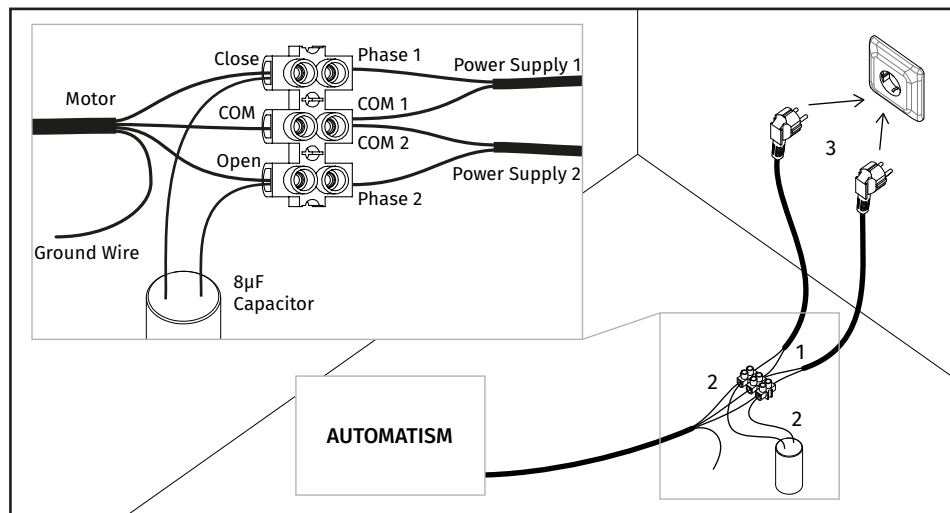 Close
Phase 1
Power Supply 1
Motor
COM
COM 1
COM 2
Open
Power Supply 2
Phase 2
Ground Wire
8µF
Capacitor
3
1
2
2
AUTOMATISM